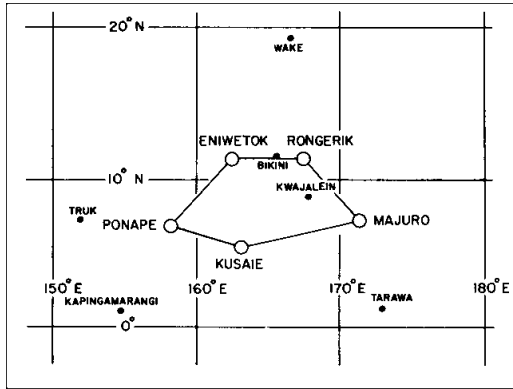 20° N
WAKE
ENIWETOK RONGERIK
BIKINI
10° N
KWAJALEIN
TRUK
PONAPE
MAJURO
KUSAIE
150°E 160°E 170°E 180°E
KAPINGAMARANGI
TARAWA
0°